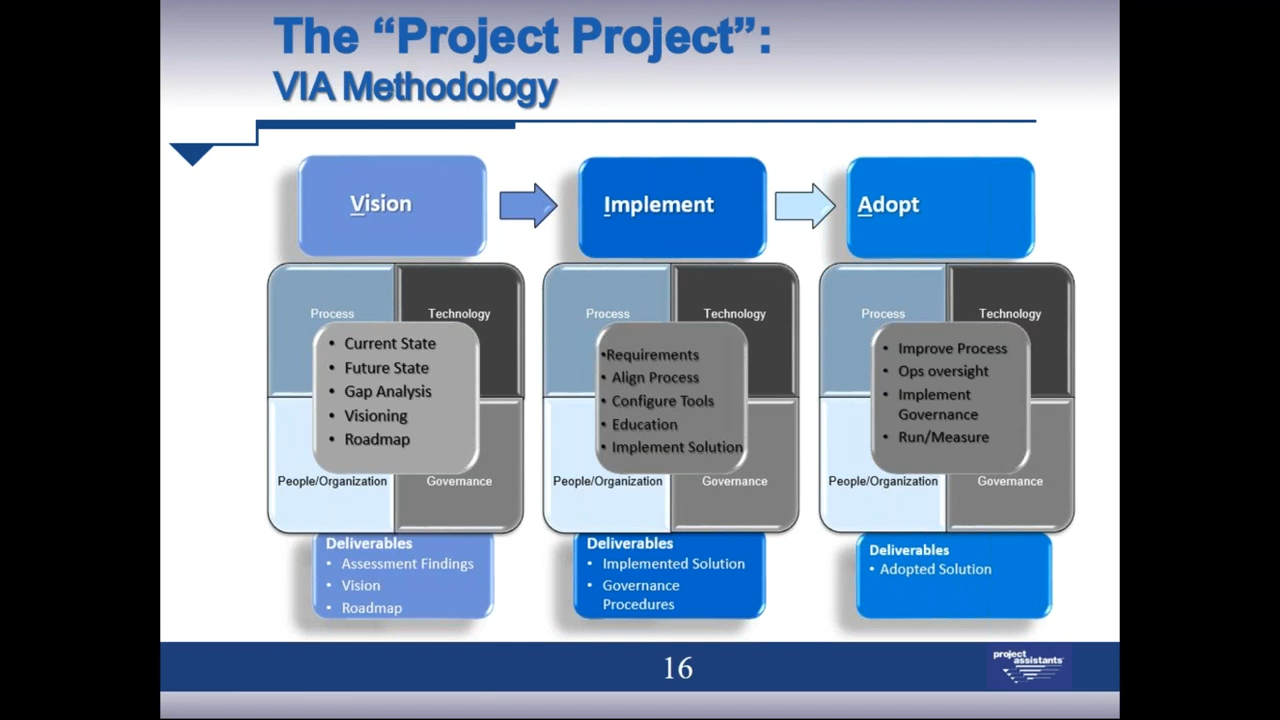 The “Project Project”:
VIA Methodology
Vision
Implement
Adopt
Process
Technology
• Current State
• Future State
• Gap Analysis
• Visioning
• Roadmap
People/Organization
Governance
Process
Technology
•Requirements
• Align Process
• Configure Tools
• Education
• Implement Solution
People/Organization
Governance
Process
Technology
• Improve Process
• Ops oversight
• Implement
Governance
• Run/Measure
People/Organization
Governance
Deliverables
• Assessment Findings
• Vision
• Roadmap
Deliverables
• Implemented Solution
• Governance
Procedures
Deliverables
• Adopted Solution
16
project
assistants